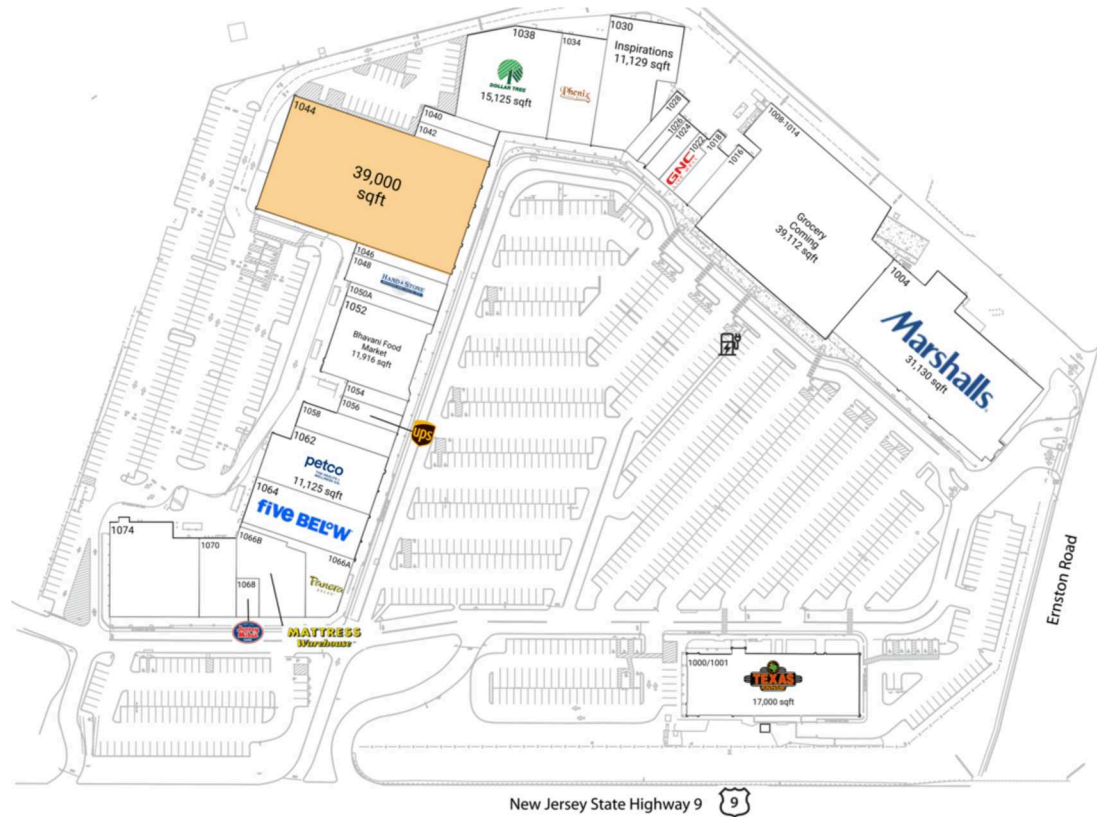 1030
Inspirations
11,129 sqft
1038
DOLLAR TREE
15,125 sqft
1034
Phenix
1044
39,000
sqft
1040
1042
1028
1026
1024
1022
GNC
1018
1016
1008-1014
Grocery
Coming
39,112 sqft
1004
Marshalls
31,130 sqft
1046
1048
HAND & STONE
1050A
1052
Bhavani Food
Market
11,916 sqft
1054
1056
ups
1058
1062
petco
11,125 sqft
1064
five BELOW
1066B
1066A
1074
1070
1068
Panera
MATTRESS
Warehouse
1000/1001
TEXAS
17,000 sqft
Ernston Road
New Jersey State Highway 9
9